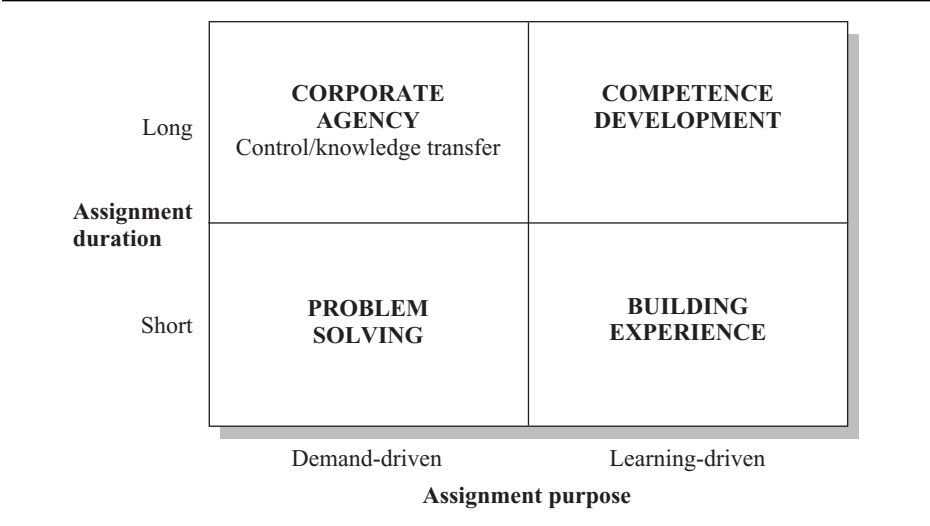 CORPORATE
AGENCY
Control/knowledge transfer
COMPETENCE
DEVELOPMENT
Long
Assignment
duration
Short
PROBLEM
SOLVING
BUILDING
EXPERIENCE
Demand-driven
Learning-driven
Assignment purpose